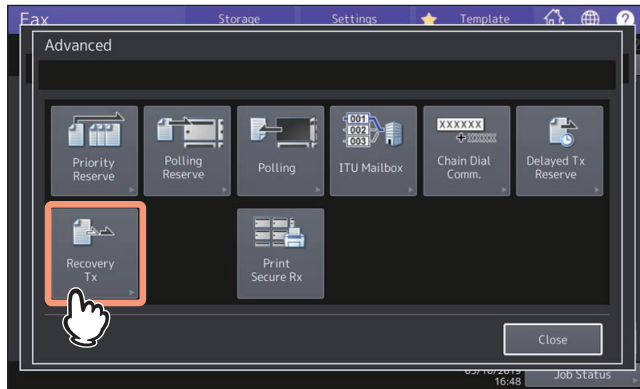 Fax
Storage
Settings
Template
?
Advanced
Priority
Reserve
Polling
Reserve
Polling
001
002
003
ITU Mailbox
XXXXXX
XXXXXX
Chain Dial
Comm.
Delayed Tx
Reserve
Recovery
Tx
Print
Secure Rx
Close
16:48
Job Status